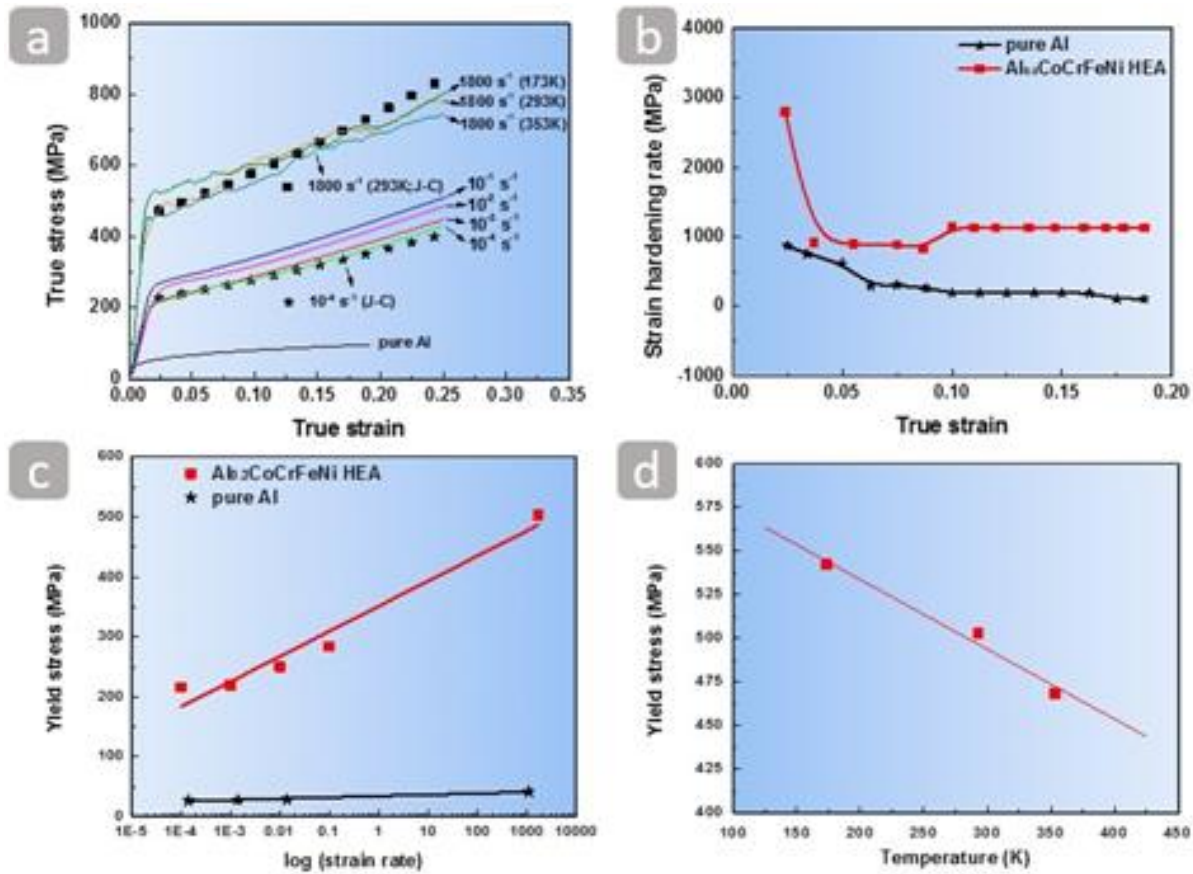 a
1000
800
600
400
200
0
0.00 0.05 0.10 0.15 0.20 0.25 0.30 0.35
True stress (MPa)
True strain
1800 s⁻¹ (173K)
1800 s⁻¹ (293K)
1800 s⁻¹ (353K)
■ 1800 s⁻¹ (293K;J-C)
10⁻¹ s⁻¹
10⁻² s⁻¹
10⁻³ s⁻¹
10⁻⁴ s⁻¹
★ 10⁻⁴ s⁻¹ (J-C)
pure Al
b
4000
3000
2000
1000
0
-1000
0.00 0.05 0.10 0.15 0.20
Strain hardening rate (MPa)
True strain
pure Al
CoCrFeNi HEA
c
600
500
400
300
200
100
0
1E-5 1E-4 1E-3 0.01 0.1 1 10 100 1000 10000
Yield stress (MPa)
log (strain rate)
CoCrFeNi HEA
pure Al
d
600
575
550
525
500
475
450
425
400
100 150 200 250 300 350 400 450
Yield stress (MPa)
Temperature (K)